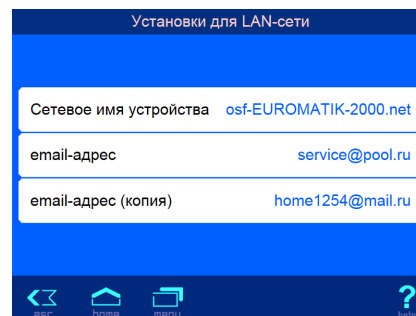 Установки для LAN-сети
Сетевое имя устройства osf-EUROMATIK-2000.net
email-адрес service@pool.ru
email-адрес (копия) home1254@mail.ru
esc home menu help